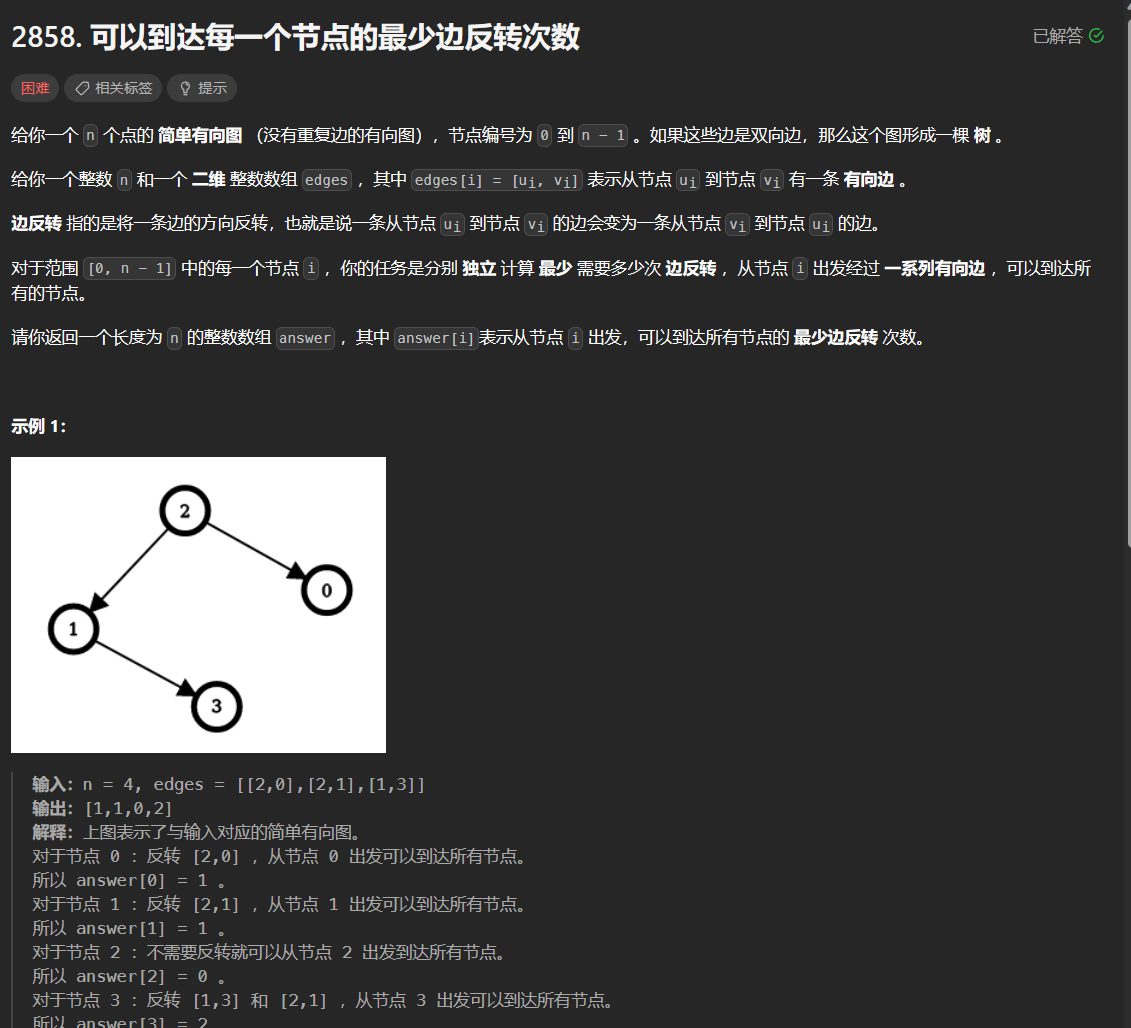 2858. 可以到达每一个节点的最少边反转次数
已解答
困难 相关标签 提示
给你一个 n 个点的 简单有向图 （没有重复边的有向图），节点编号为 0 到 n - 1 。如果这些边是双向边，那么这个图形成一棵 树 。
给你一个整数 n 和一个 二维 整数数组 edges ，其中 edges[i] = [ui, vi] 表示从节点 ui 到节点 vi 有一条 有向边 。
边反转 指的是将一条边的方向反转，也就是说一条从节点 ui 到节点 vi 的边会变为一条从节点 vi 到节点 ui 的边。
对于范围 [0, n - 1] 中的每一个节点 i ，你的任务是分别 独立 计算 最少 需要多少次 边反转 ，从节点 i 出发经过 一系列有向边 ，可以到达所
有的节点。
请你返回一个长度为 n 的整数数组 answer ，其中 answer[i]表示从节点 i 出发，可以到达所有节点的 最少边反转 次数。
示例 1：
2
0
1
3
输入：n = 4, edges = [[2,0],[2,1],[1,3]]
输出：[1,1,0,2]
解释：上图表示了与输入对应的简单有向图。
对于节点 0 ：反转 [2,0] ，从节点 0 出发可以到达所有节点。
所以 answer[0] = 1 。
对于节点 1 ：反转 [2,1] ，从节点 1 出发可以到达所有节点。
所以 answer[1] = 1 。
对于节点 2 ：不需要反转就可以从节点 2 出发到达所有节点。
所以 answer[2] = 0 。
对于节点 3 ：反转 [1,3] 和 [2,1] ，从节点 3 出发可以到达所有节点。
所以 answer[3] = 2